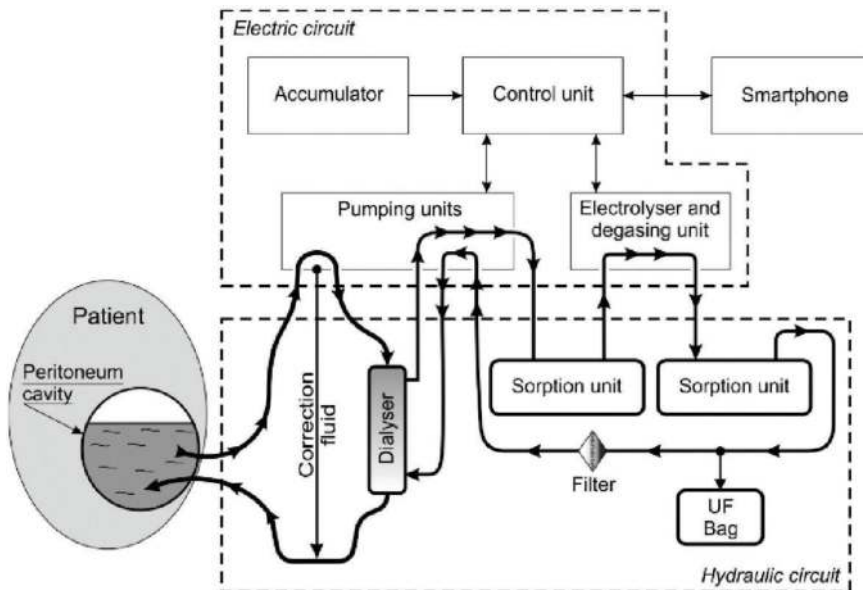 Electric circuit
Accumulator
Control unit
Smartphone
Pumping units
Electrolyser and
degasing unit
Patient
Peritoneum
cavity
Correction
fluid
Dialyser
Sorption unit
Sorption unit
Filter
UF
Bag
Hydraulic circuit